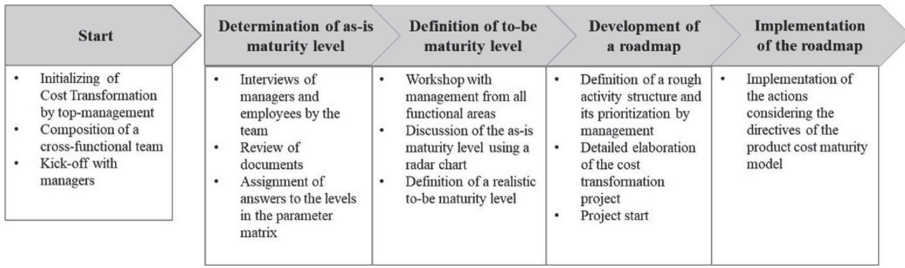 Start
Initializing of
Cost Transformation
by top-management
Composition of a
cross-functional team
Kick-off with
managers
Determination of as-is
maturity level
Interviews of
managers and
employees by the
team
Review of
documents
Assignment of
answers to the levels
in the parameter
matrix
Definition of to-be
maturity level
Workshop with
management from all
functional areas
Discussion of the as-is
maturity level using a
radar chart
Definition of a realistic
to-be maturity level
Development of
a roadmap
Definition of a rough
activity structure and
its prioritization by
management
Detailed elaboration
of the cost
transformation
project
Project start
Implementation
of the roadmap
Implementation of
the actions
considering the
directives of the
product cost maturity
model